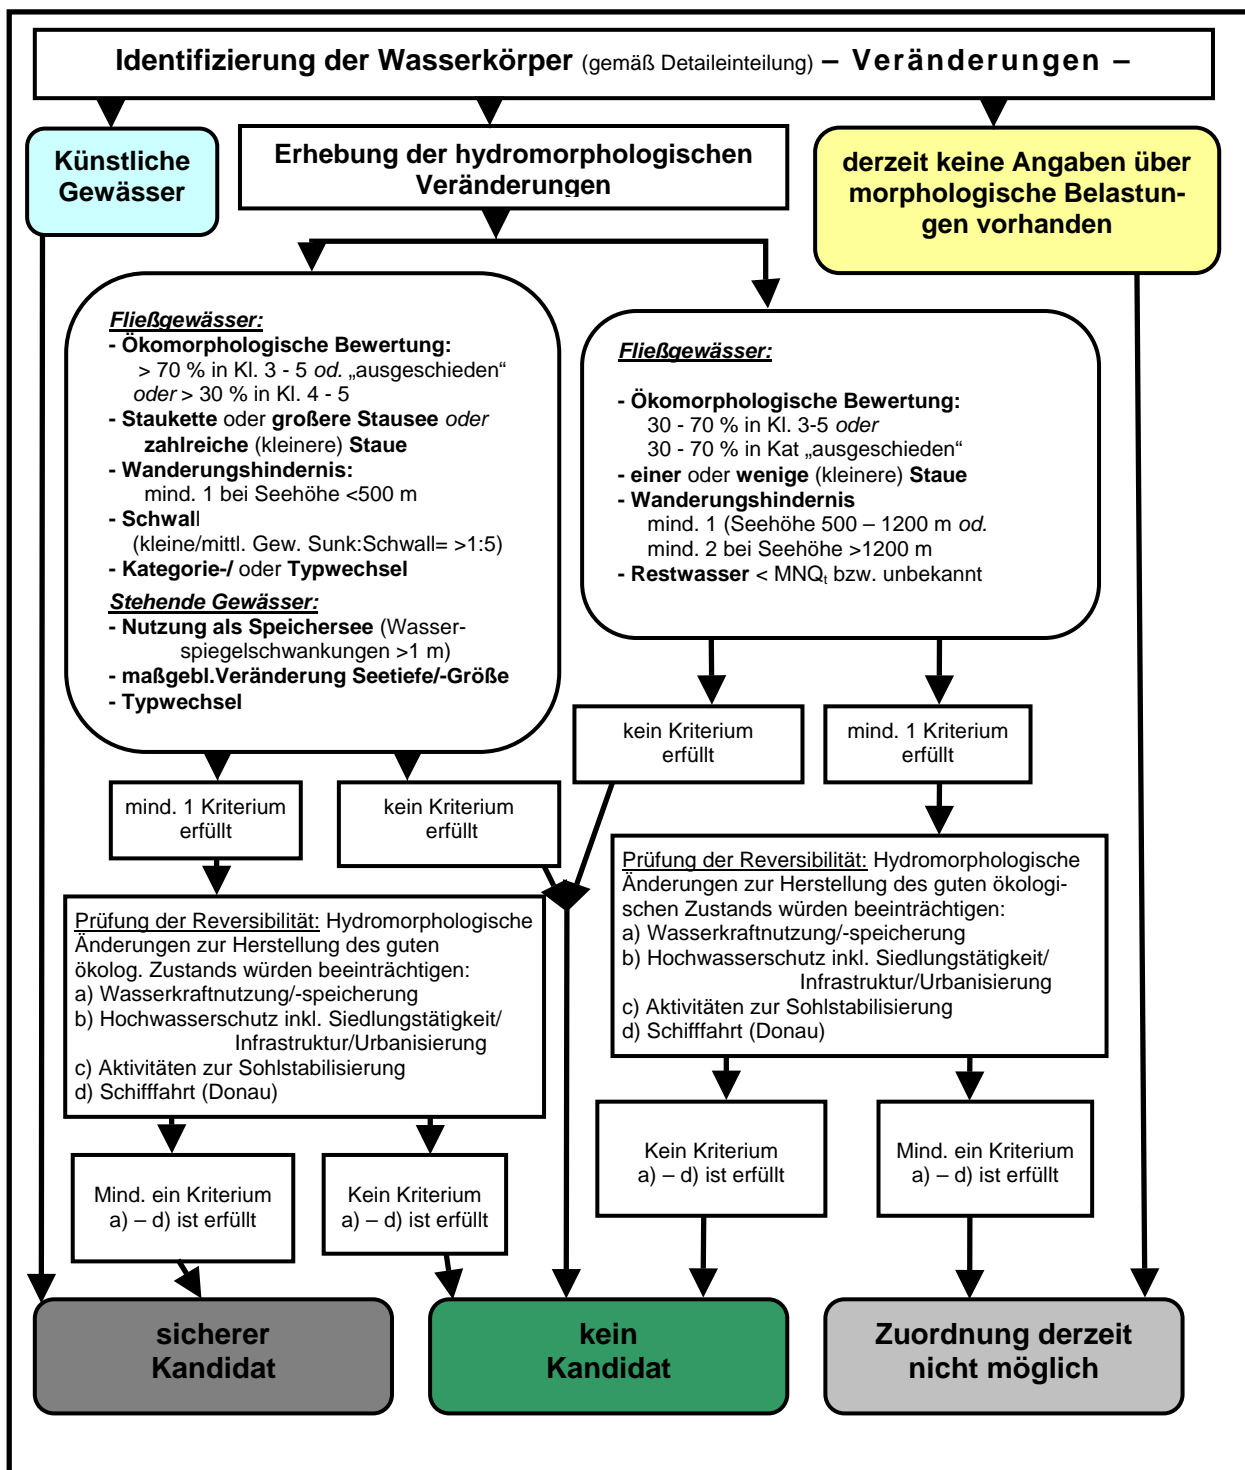 Identifizierung der Wasserkörper (gemäß Detaileinteilung) – Veränderungen –
Künstliche
Gewässer
Erhebung der hydromorphologischen
Veränderungen
derzeit keine Angaben über
morphologische Belastun-
gen vorhanden
Fließgewässer:
- Ökomorphologische Bewertung:
> 70 % in Kl. 3 - 5 od. „ausgeschieden“
oder > 30 % in Kl. 4 - 5
- Staukette oder großere Stausee oder
zahlreiche (kleinere) Staue
- Wanderungshindernis:
mind. 1 bei Seehöhe <500 m
- Schwall
(kleine/mittl. Gew. Sunk:Schwall= >1:5)
- Kategorie-/ oder Typwechsel
Stehende Gewässer:
- Nutzung als Speichersee (Wasser-
spiegelschwankungen >1 m)
- maßgebl.Veränderung Seetiefe/-Größe
- Typwechsel
Fließgewässer:
- Ökomorphologische Bewertung:
30 - 70 % in Kl. 3-5 oder
30 - 70 % in Kat „ausgeschieden“
- einer oder wenige (kleinere) Staue
- Wanderungshindernis
mind. 1 (Seehöhe 500 – 1200 m od.
mind. 2 bei Seehöhe >1200 m
- Restwasser < MNQt bzw. unbekannt
kein Kriterium
erfüllt
mind. 1 Kriterium
erfüllt
mind. 1 Kriterium
erfüllt
kein Kriterium
erfüllt
Prüfung der Reversibilität: Hydromorphologische
Änderungen zur Herstellung des guten ökologi-
schen Zustands würden beeinträchtigen:
a) Wasserkraftnutzung/-speicherung
b) Hochwasserschutz inkl. Siedlungstätigkeit/
Infrastruktur/Urbanisierung
c) Aktivitäten zur Sohlstabilisierung
d) Schifffahrt (Donau)
Prüfung der Reversibilität: Hydromorphologische
Änderungen zur Herstellung des guten
ökolog. Zustands würden beeinträchtigen:
a) Wasserkraftnutzung/-speicherung
b) Hochwasserschutz inkl. Siedlungstätigkeit/
Infrastruktur/Urbanisierung
c) Aktivitäten zur Sohlstabilisierung
d) Schifffahrt (Donau)
Mind. ein Kriterium
a) – d) ist erfüllt
Kein Kriterium
a) – d) ist erfüllt
Kein Kriterium
a) – d) ist erfüllt
Mind. ein Kriterium
a) – d) ist erfüllt
sicherer
Kandidat
kein
Kandidat
Zuordnung derzeit
nicht möglich